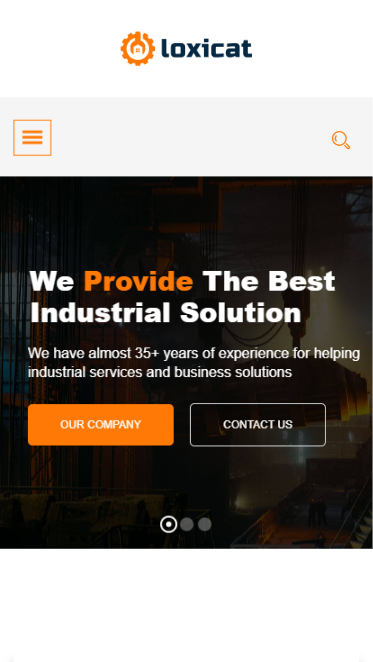 loxicat
We Provide The Best
Industrial Solution
We have almost 35+ years of experience for helping
industrial services and business solutions
OUR COMPANY
CONTACT US